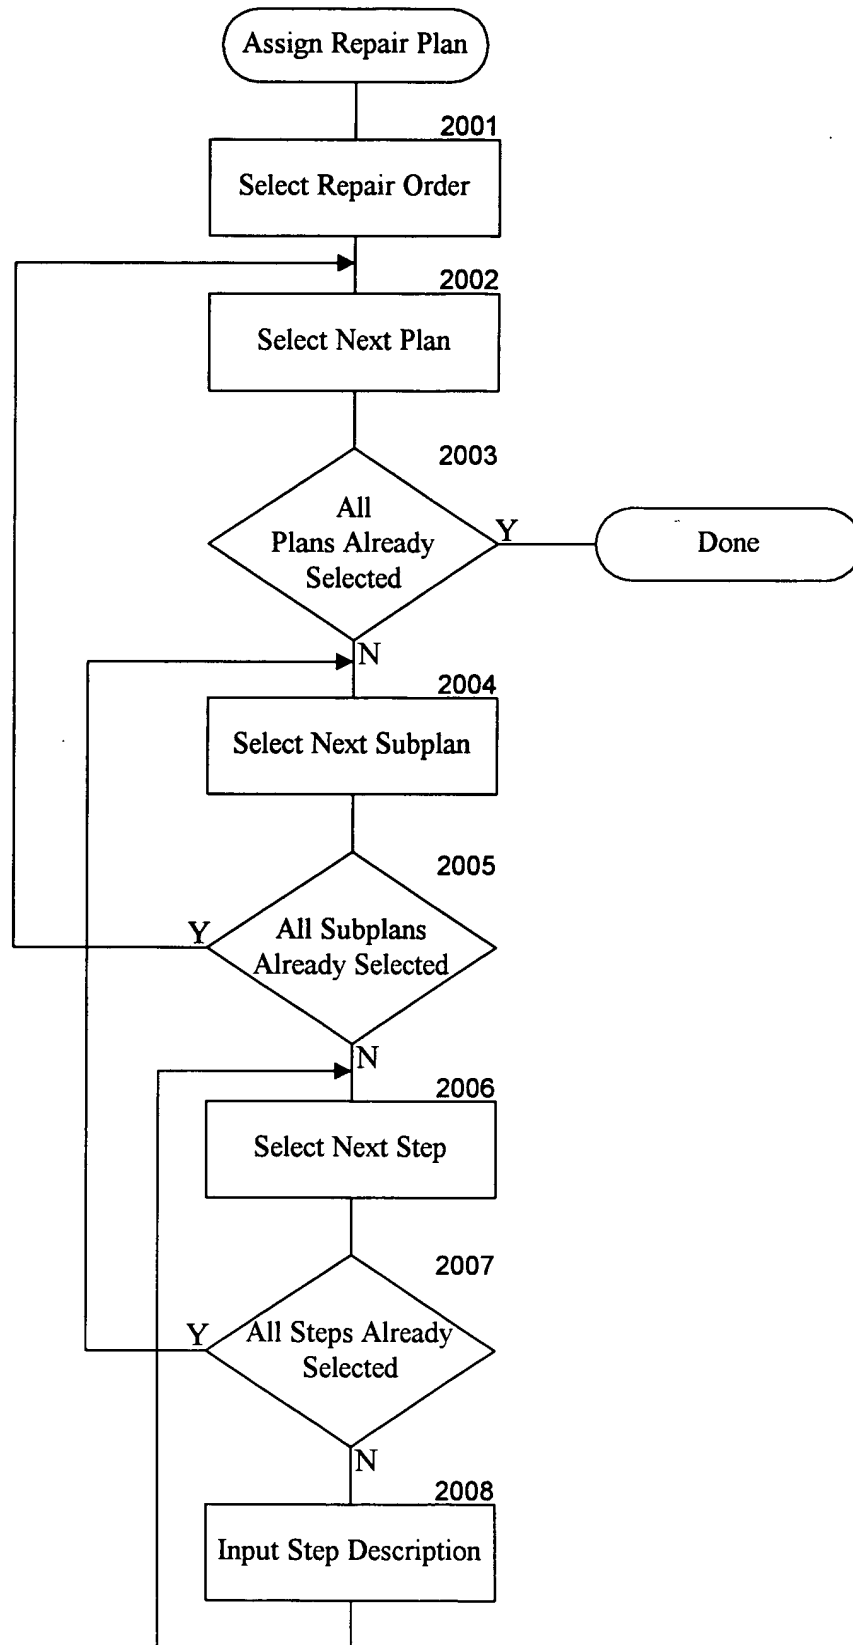 Assign Repair Plan
2001
Select Repair Order
2002
Select Next Plan
2003
All
Plans Already
Selected
Y
Done
N
2004
Select Next Subplan
2005
Y
All Subplans
Already Selected
N
2006
Select Next Step
2007
Y
All Steps Already
Selected
N
2008
Input Step Description